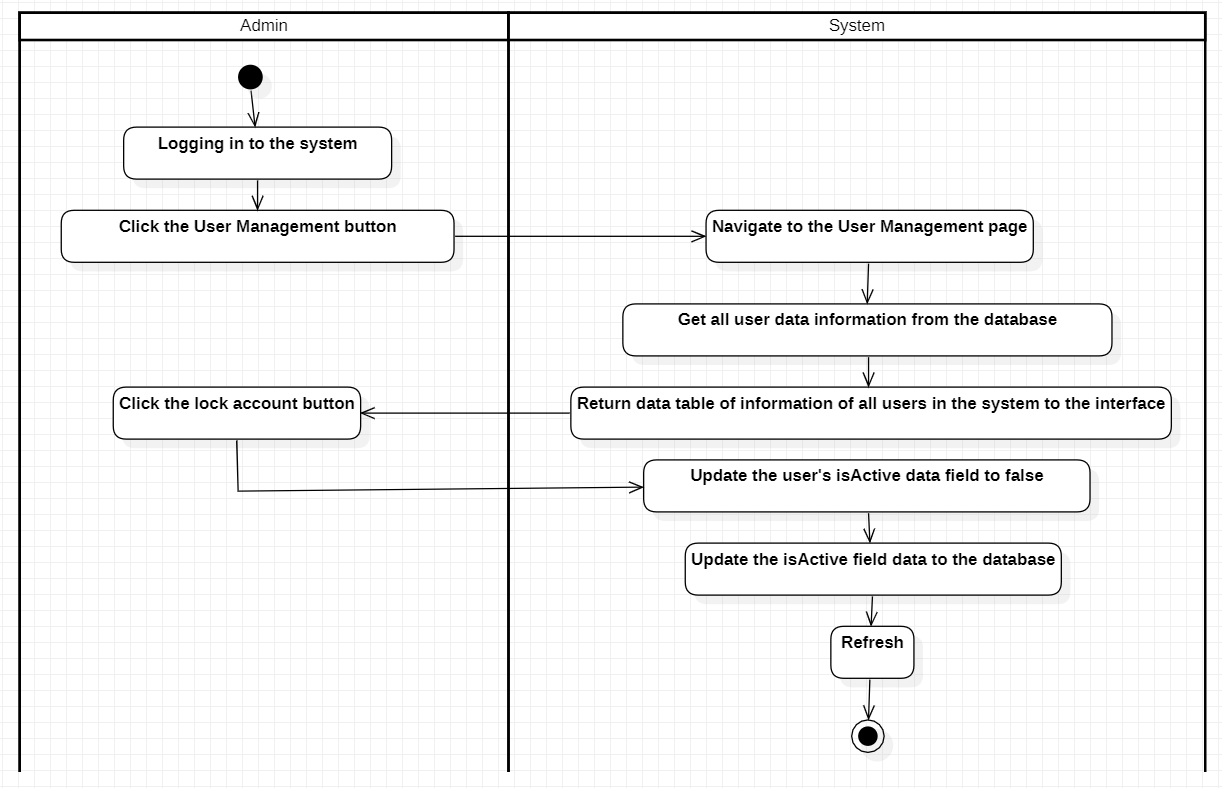 Admin
System
Logging in to the system
Click the User Management button
Navigate to the User Management page
Get all user data information from the database
Click the lock account button
Return data table of information of all users in the system to the interface
Update the user's isActive data field to false
Update the isActive field data to the database
Refresh